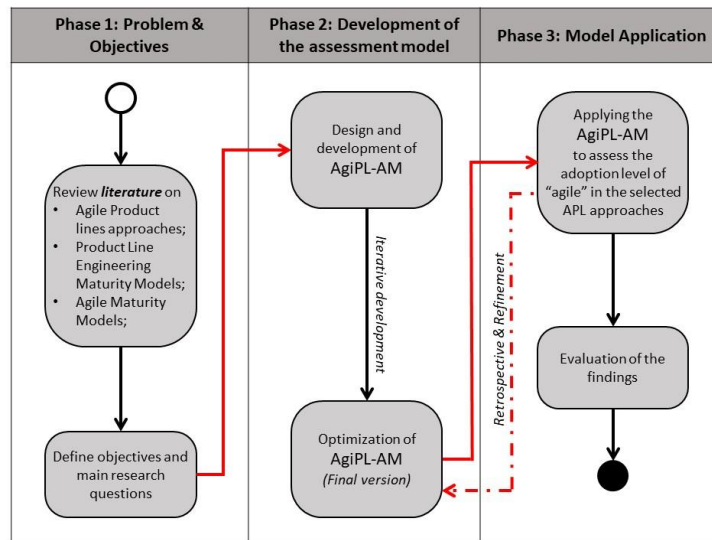 Phase 1: Problem &
Objectives
Phase 2: Development of
the assessment model
Phase 3: Model Application
Review literature on
• Agile Product
lines approaches;
• Product Line
Engineering
Maturity Models;
• Agile Maturity
Models;
Define objectives and
main research
questions
Design and
development of
AgiPL-AM
Iterative development
Optimization of
AgiPL-AM
(Final version)
Applying the
AgiPL-AM
to assess the
adoption level of
“agile” in the selected
APL approaches
Retrospective & Refinement
Evaluation of the
findings